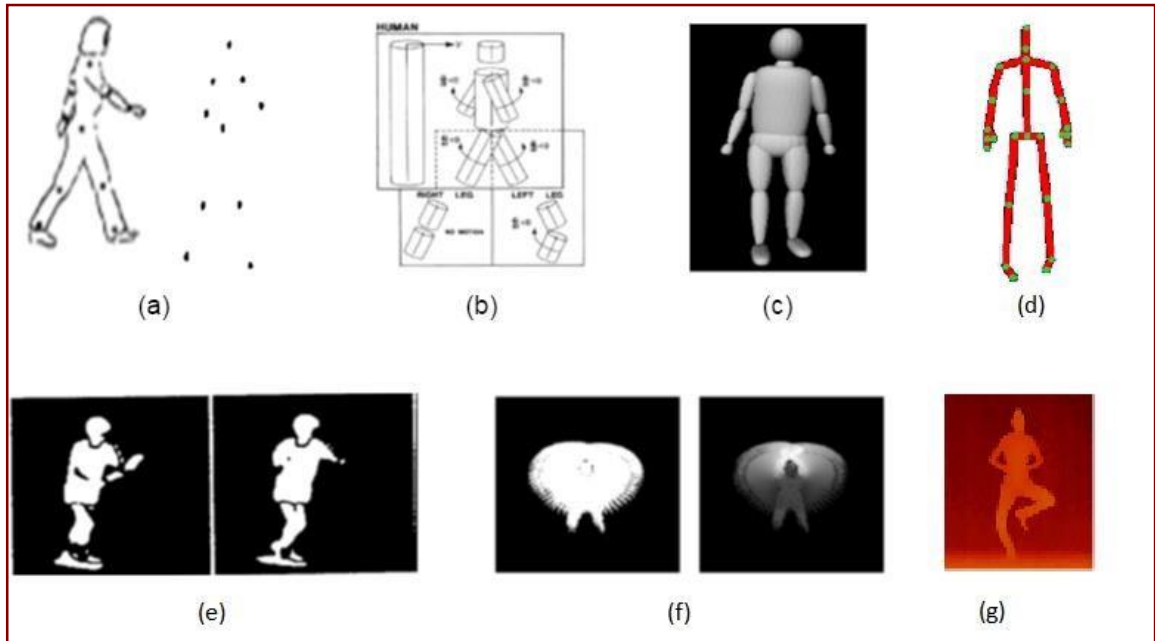 HUMAN
Y
RIGHT LEG LEFT LEG
NO MOTION
(a) (b) (c) (d)
(e) (f) (g)